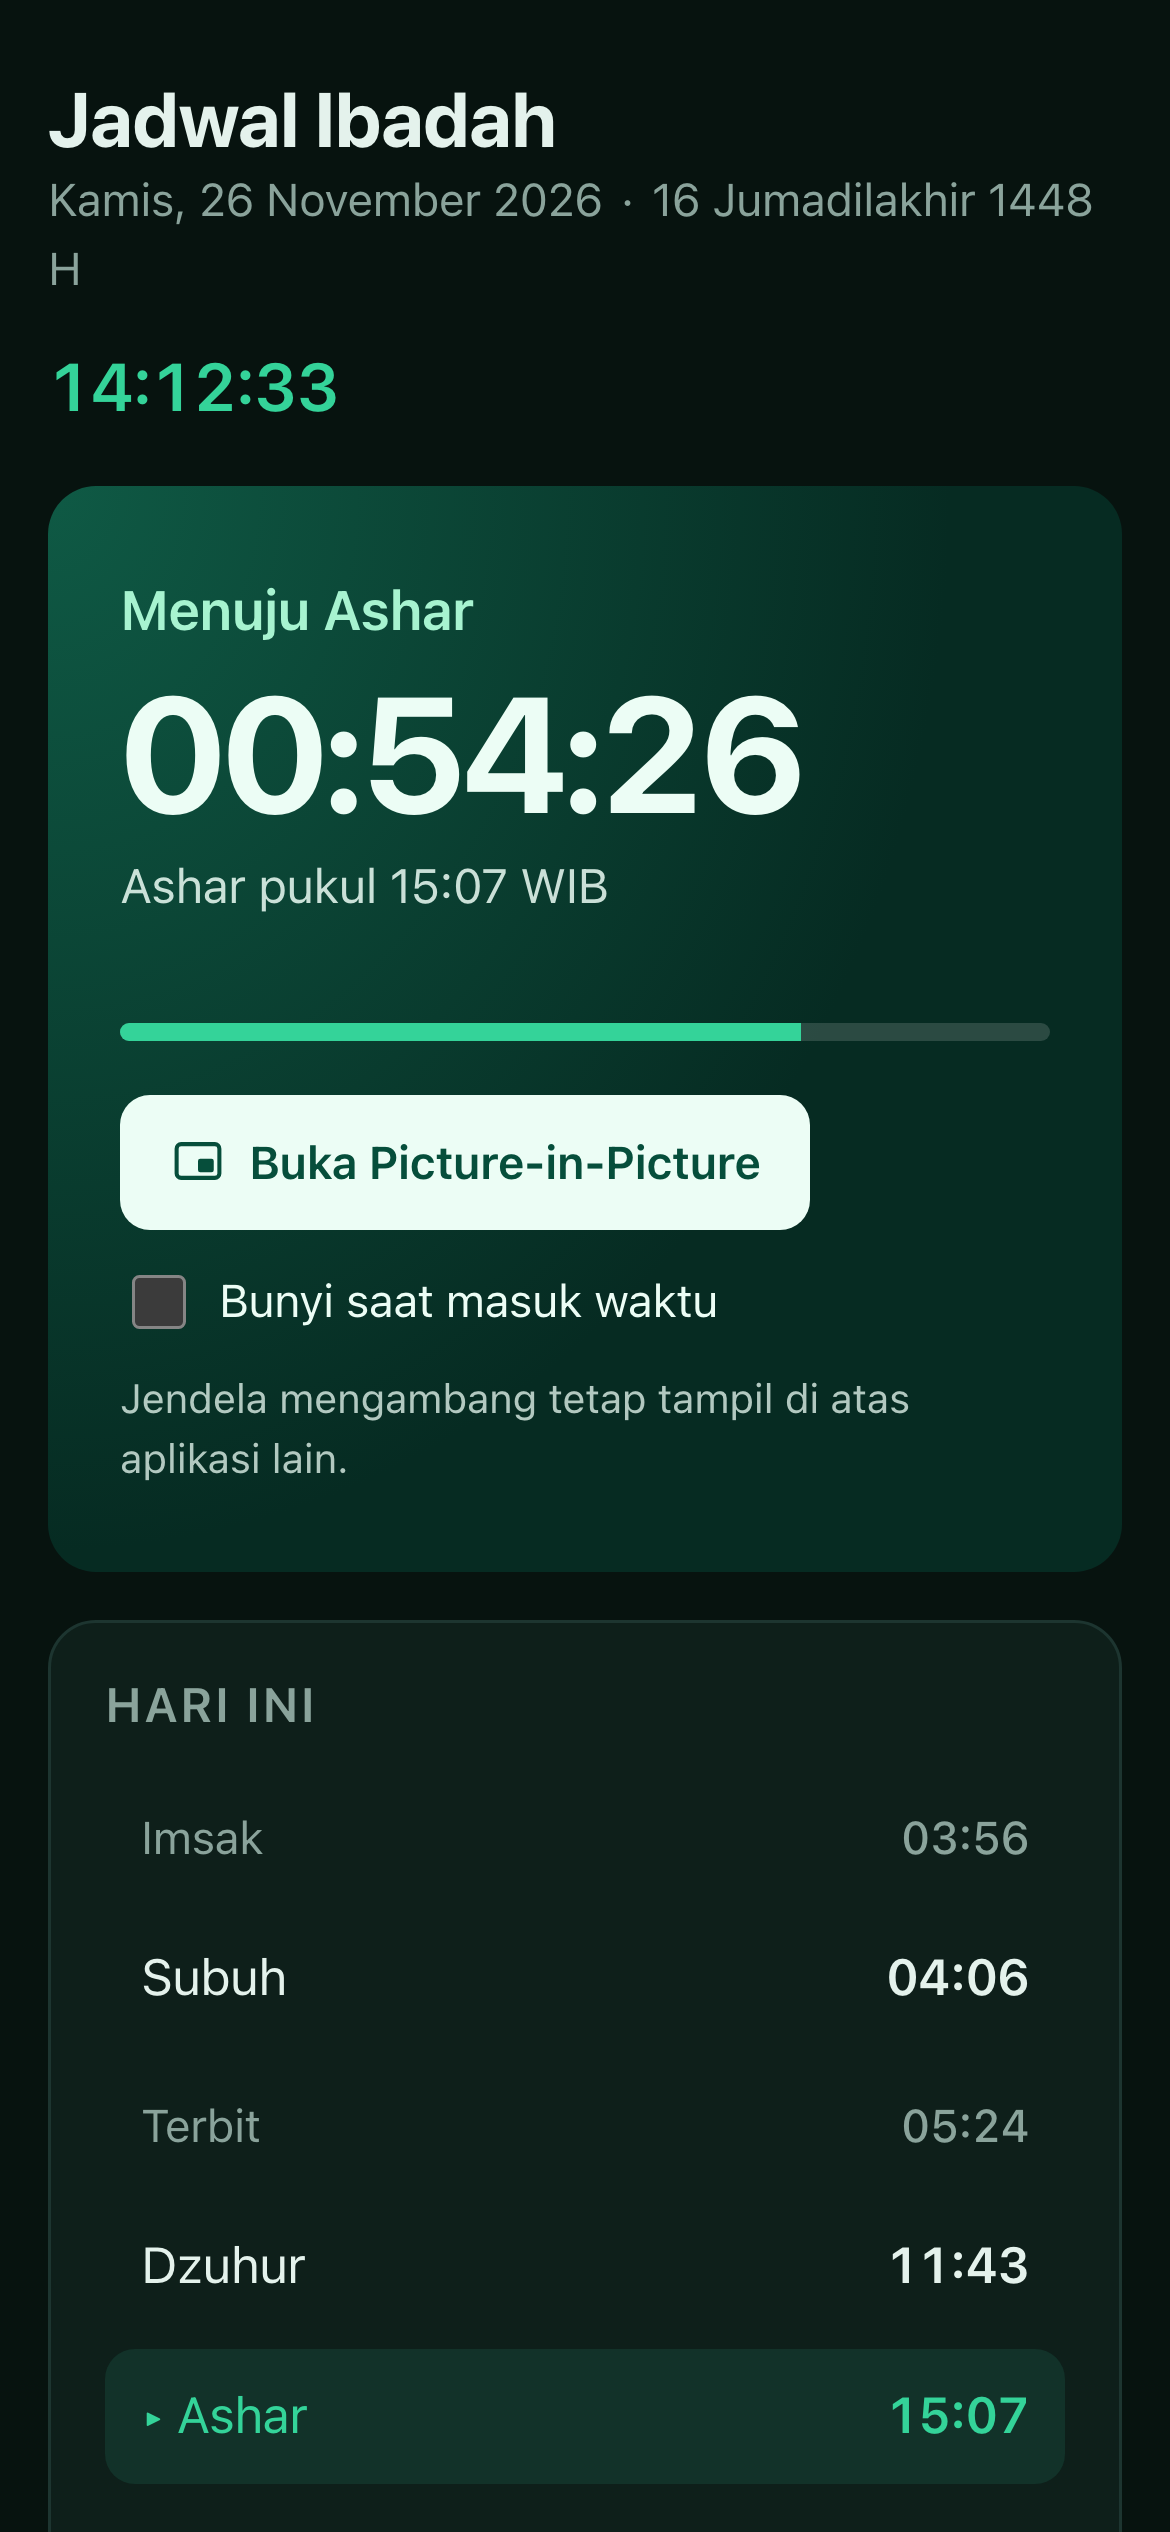 Jadwal Ibadah
Kamis, 26 November 2026 · 16 Jumadilakhir 1448
H
14:12:33
Menuju Ashar
00:54:26
Ashar pukul 15:07 WIB
Buka Picture-in-Picture
Bunyi saat masuk waktu
Jendela mengambang tetap tampil di atas
aplikasi lain.
HARI INI
Imsak 03:56
Subuh 04:06
Terbit 05:24
Dzuhur 11:43
▸ Ashar 15:07